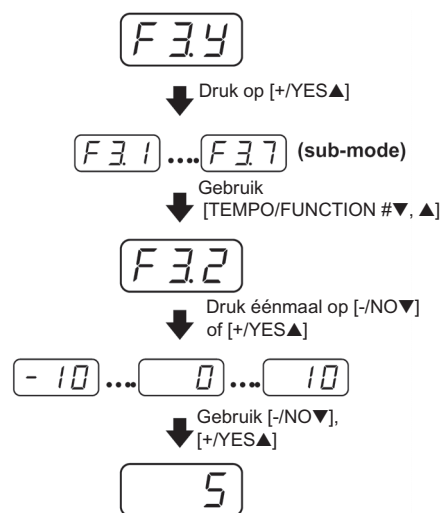 F 3.Y
Druk op [+/YES▲]
F 3.1 .... F 3.7 (sub-mode)
Gebruik
[TEMPO/FUNCTION #▼, ▲]
F 3.2
Druk éénmaal op [-/NO▼]
of [+/YES▲]
- 10 .... 0 .... 10
Gebruik [-/NO▼],
[+/YES▲]
5